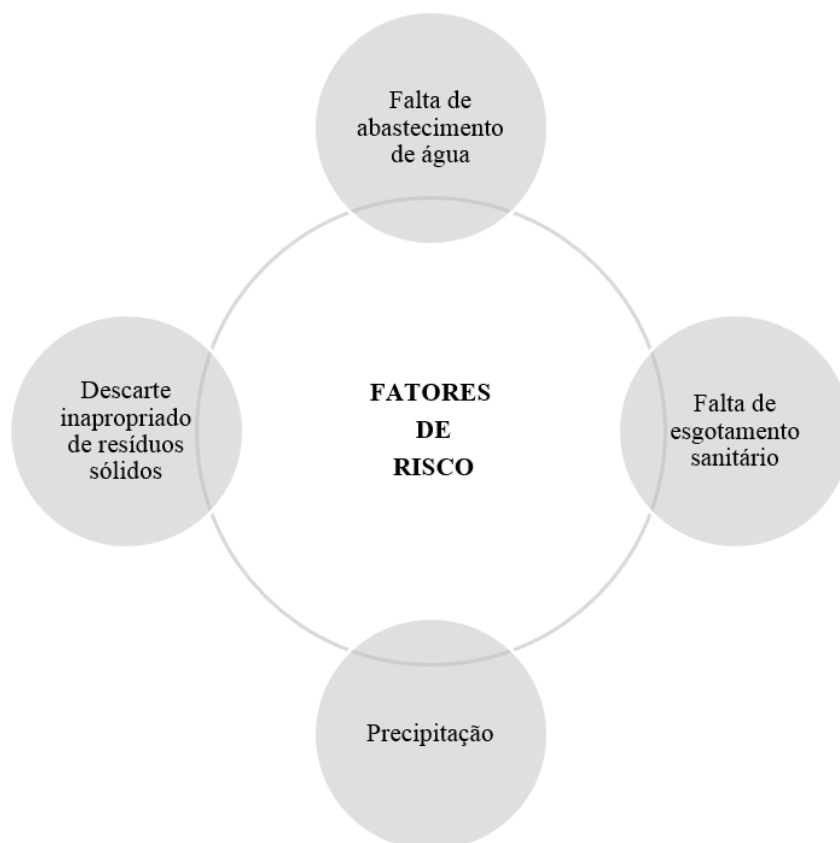 Falta de
abastecimento
de água
Descarte
inapropriado
de resíduos
sólidos
FATORES
DE
RISCO
Falta de
esgotamento
sanitário
Precipitação